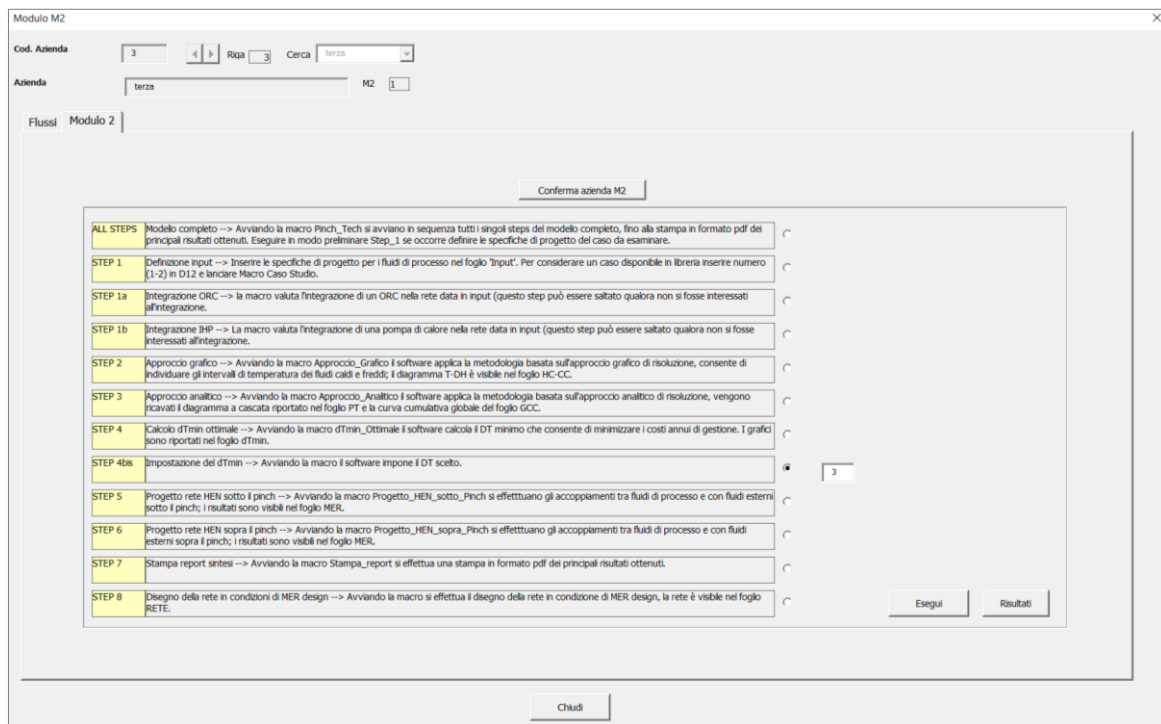 Modulo M2
Cod. Azienda 3 Riga 3 Cerca terza
Azienda terza M2 1
Flussi Modulo 2
Conferma azienda M2
ALL STEPS Modello completo --> Avviando la macro Pinch_Tech si avviano in sequenza tutti i singoli steps del modello completo, fino alla stampa in formato pdf dei
principali risultati ottenuti. Eseguire in modo preliminare Step_1 se occorre definire le specifiche di progetto del caso da esaminare.
STEP 1 Definizione input --> Inserire le specifiche di progetto per i fluidi di processo nel foglio 'Input'. Per considerare un caso disponibile in libreria inserire numero
(1-2) in D12 e lanciare Macro Caso Studio.
STEP 1a Integrazione ORC --> la macro valuta l'integrazione di un ORC nella rete data in input (questo step può essere saltato qualora non si fosse interessati
all'integrazione.
STEP 1b Integrazione IHP --> La macro valuta l'integrazione di una pompa di calore nella rete data in input (questo step può essere saltato qualora non si fosse
interessati all'integrazione.
STEP 2 Approccio grafico --> Avviando la macro Approccio_Grafico il software applica la metodologia basata sull'approccio grafico di risoluzione, consente di
individuare gli intervalli di temperatura dei fluidi caldi e freddi; il diagramma T-DH è visibile nel foglio HC-CC.
STEP 3 Approccio analitico --> Avviando la macro Approccio_Analitico il software applica la metodologia basata sull'approccio analitico di risoluzione, vengono
ricavati il diagramma a cascata riportato nel foglio PT e la curva cumulativa globale del foglio GCC.
STEP 4 Calcolo dTmin ottimale --> Avviando la macro dTmin_Ottimale il software calcola il DT minimo che consente di minimizzare i costi annui di gestione. I grafici
sono riportati nel foglio dTmin.
STEP 4bis Impostazione del dTmin --> Avviando la macro il software impone il DT scelto. 3
STEP 5 Progetto rete HEN sotto il pinch --> Avviando la macro Progetto_HEN_sotto_Pinch si effetttuano gli accoppiamenti tra fluidi di processo e con fluidi esterni
sotto il pinch; i risultati sono visibili nel foglio MER.
STEP 6 Progetto rete HEN sopra il pinch --> Avviando la macro Progetto_HEN_sopra_Pinch si effetttuano gli accoppiamenti tra fluidi di processo e con fluidi
esterni sopra il pinch; i risultati sono visibili nel foglio MER.
STEP 7 Stampa report sintesi --> Avviando la macro Stampa_report si effettua una stampa in formato pdf dei principali risultati ottenuti.
STEP 8 Disegno della rete in condizioni di MER design --> Avviando la macro si effettua il disegno della rete in condizione di MER design, la rete è visibile nel foglio
RETE.
Esegui Risultati
Chiudi